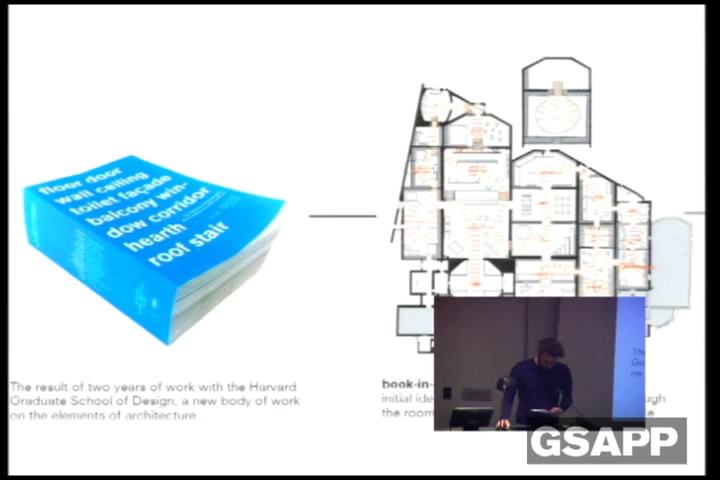 floor door
wall ceiling
toilet façade
balcony win-
dow corridor
hearth
roof stair
The result of two years of work with the Harvard
Graduate School of Design, a new body of work
on the elements of architecture...
book-in-
initial ide
ugh
the room
GSAPP